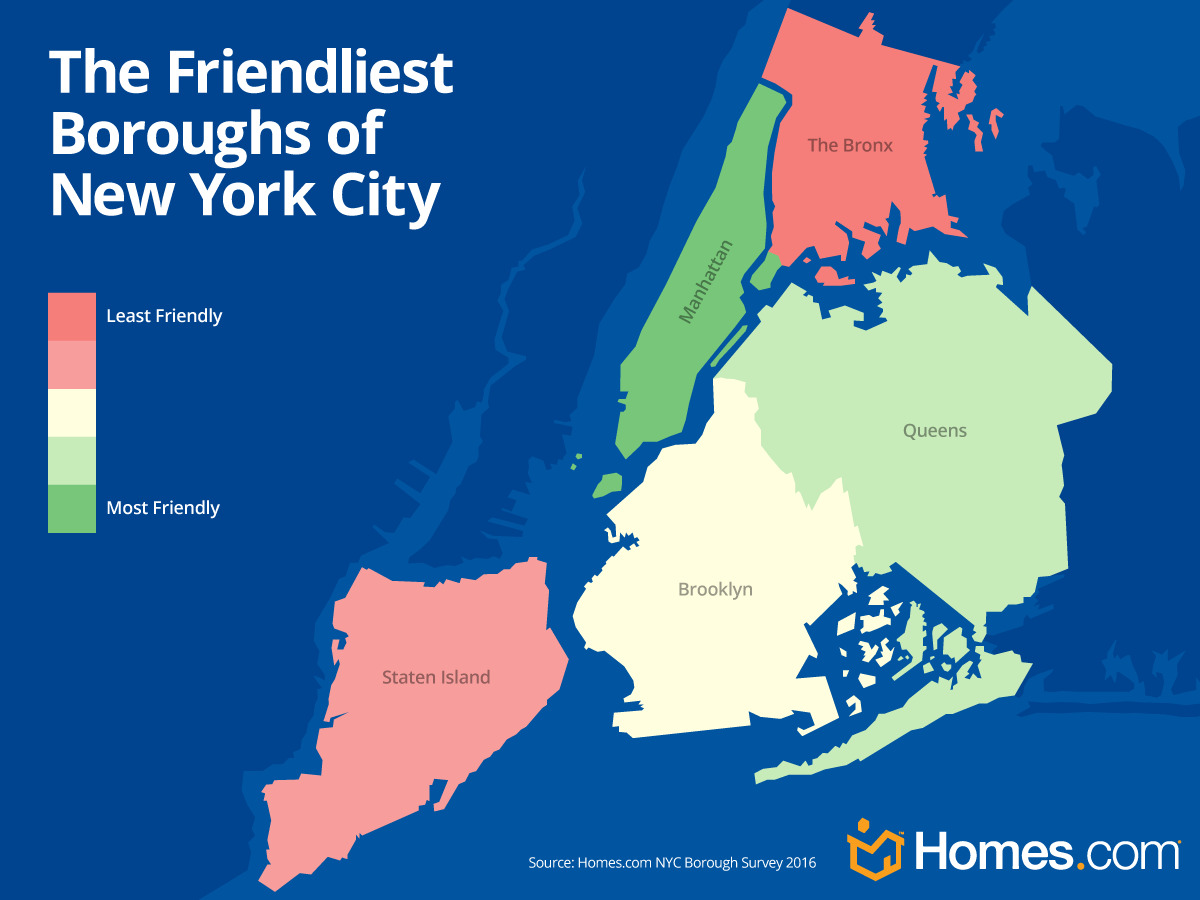 The Friendliest
Boroughs of
New York City
Least Friendly
Most Friendly
The Bronx
Manhattan
Queens
Brooklyn
Staten Island
Source: Homes.com NYC Borough Survey 2016
Homes.com